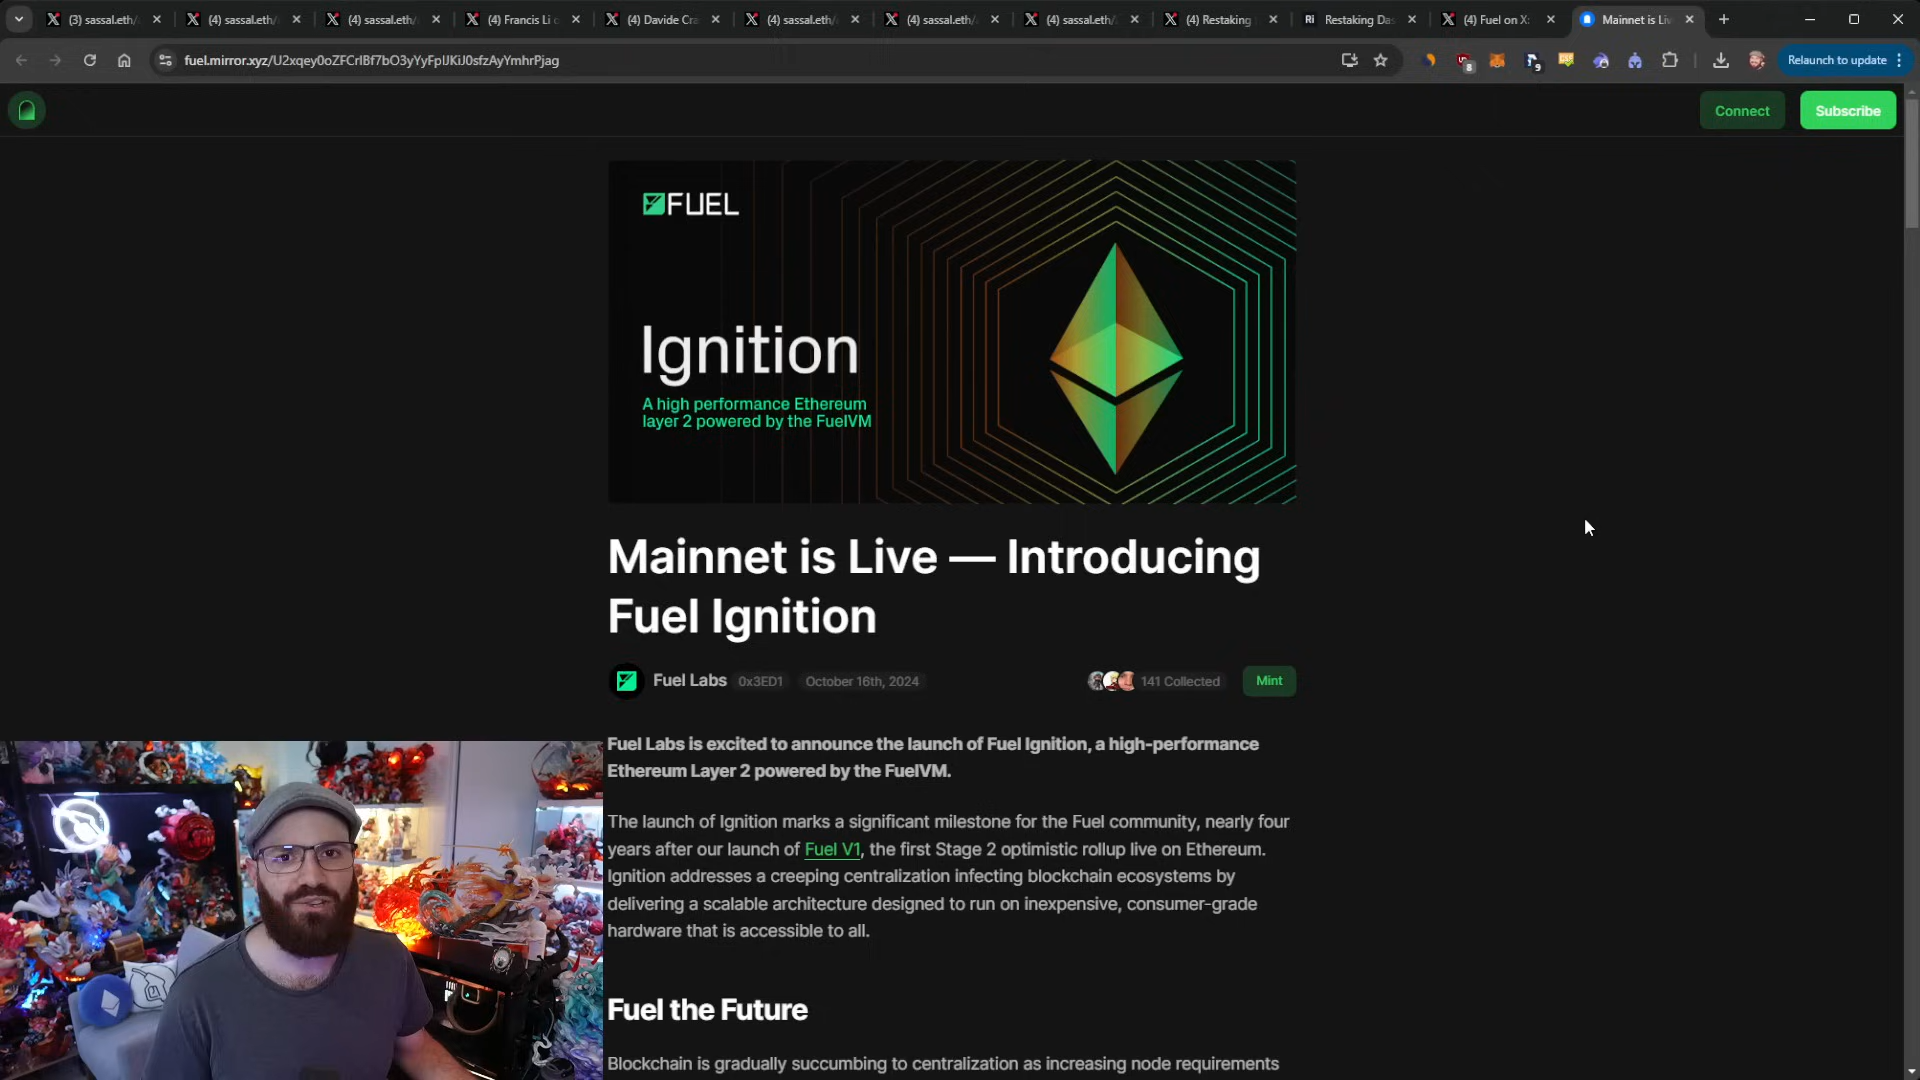 (3) sassal.eth/
(4) sassal.eth/
(4) sassal.eth/
(4) Francis Li
(4) Davide Cra
(4) sassal.eth/
(4) sassal.eth/
(4) sassal.eth/
(4) Restaking
Restaking Das
(4) Fuel on X:
Mainnet is Liv
Relaunch to update
Connect
Subscribe
FUEL
Ignition
A high performance Ethereum
layer 2 powered by the FuelVM
Mainnet is Live — Introducing
Fuel Ignition
Fuel Labs 0x3ED1 October 16th, 2024 141 Collected Mint
Fuel Labs is excited to announce the launch of Fuel Ignition, a high-performance
Ethereum Layer 2 powered by the FuelVM.
The launch of Ignition marks a significant milestone for the Fuel community, nearly four
years after our launch of Fuel V1, the first Stage 2 optimistic rollup live on Ethereum.
Ignition addresses a creeping centralization infecting blockchain ecosystems by
delivering a scalable architecture designed to run on inexpensive, consumer-grade
hardware that is accessible to all.
Fuel the Future
Blockchain is gradually succumbing to centralization as increasing node requirements